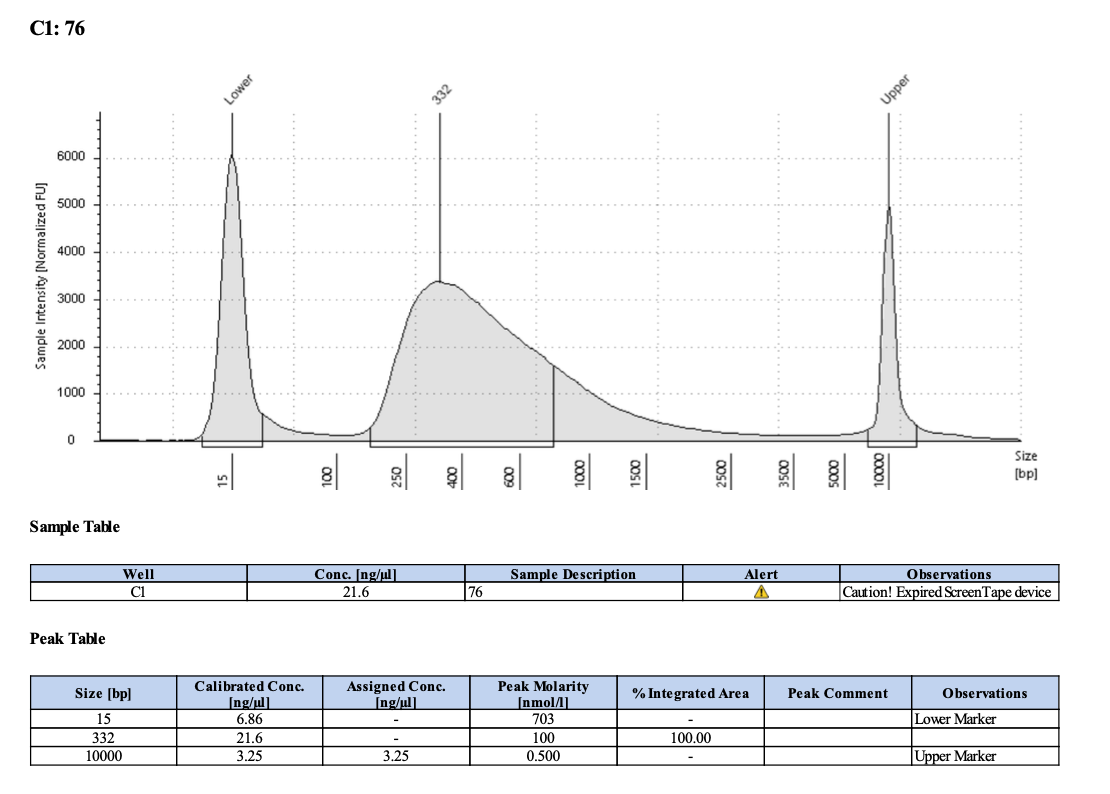 C1: 76
Lower
332
Upper
Sample Intensity [Normalized FU]
6000
5000
4000
3000
2000
1000
0
15
100
250
400
600
1000
1500
2500
3500
5000
10000
Size
[bp]
Sample Table
Well Conc. [ng/µl] Sample Description Alert Observations
C1 21.6 76 Caution! Expired ScreenTape device
Peak Table
Size [bp] Calibrated Conc. [ng/µl] Assigned Conc. [ng/µl] Peak Molarity [nmol/l] % Integrated Area Peak Comment Observations
15 6.86 - 703 - Lower Marker
332 21.6 - 100 100.00
10000 3.25 3.25 0.500 - Upper Marker